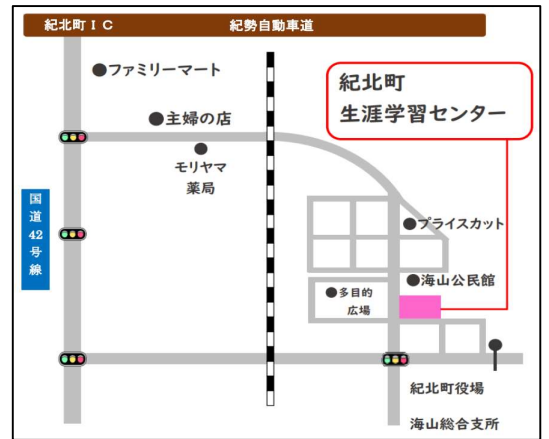 紀北町ＩＣ
紀勢自動車道
●ファミリーマート
紀北町
生涯学習センター
●主婦の店
モリヤマ
薬局
国道42号線
●プライスカット
●海山公民館
●多目的
広場
紀北町役場
海山総合支所